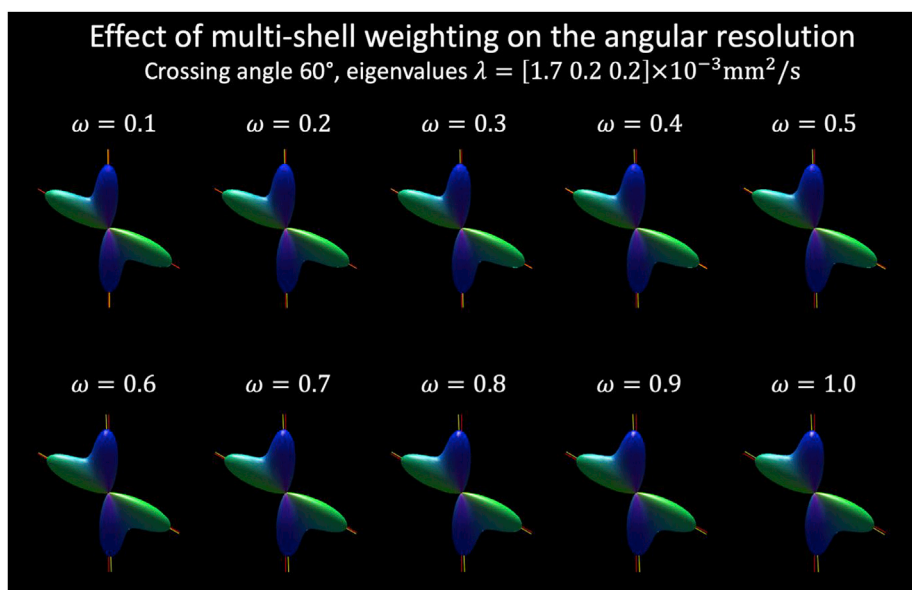 Effect of multi-shell weighting on the angular resolution
Crossing angle 60°, eigenvalues λ = [1.7 0.2 0.2]×10⁻³mm²/s
ω = 0.1 ω = 0.2 ω = 0.3 ω = 0.4 ω = 0.5
ω = 0.6 ω = 0.7 ω = 0.8 ω = 0.9 ω = 1.0